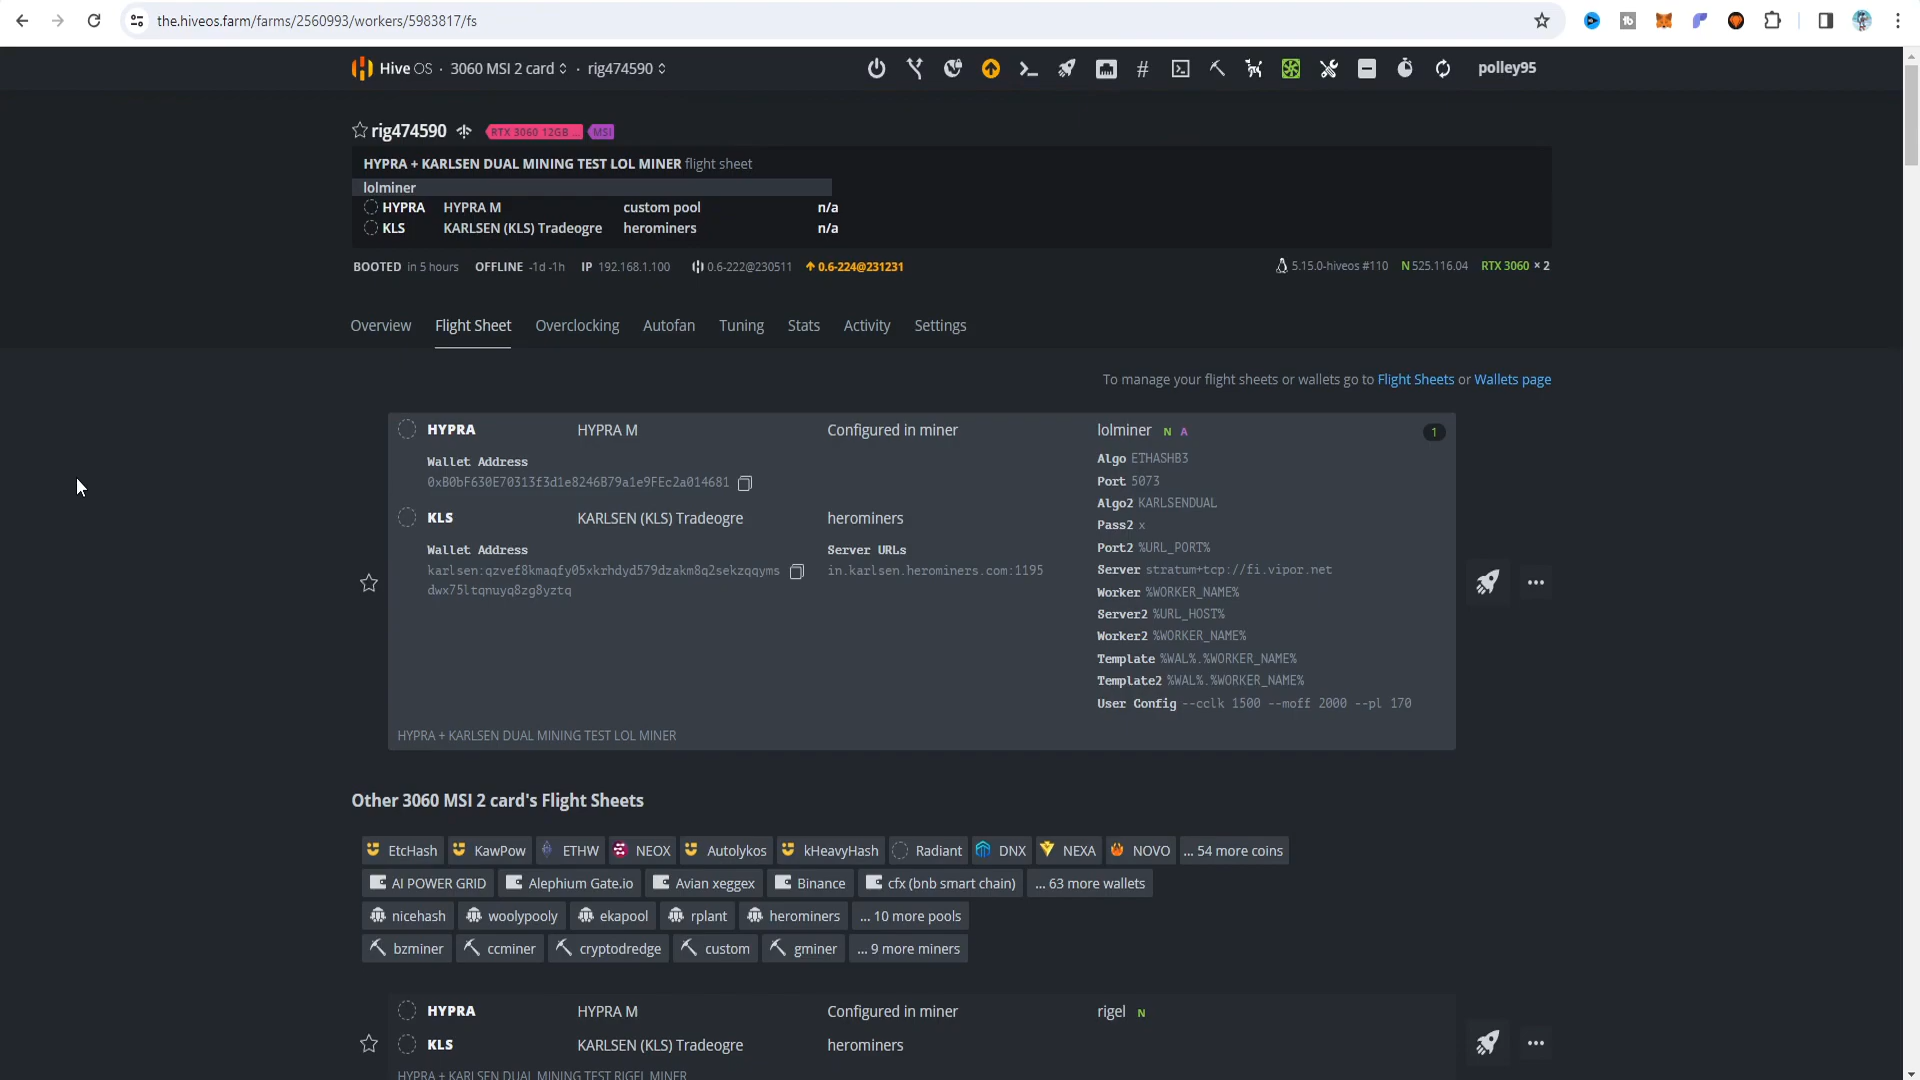 the.hiveos.farm/farms/2560993/workers/5983817/fs
Hive OS · 3060 MSI 2 card · rig474590
polley95
rig474590 RTX 3060 12GB ... MSI
HYPRA + KARLSEN DUAL MINING TEST LOL MINER flight sheet
lolminer
HYPRA HYPRA M custom pool n/a
KLS KARLSEN (KLS) Tradeogre herominers n/a
BOOTED in 5 hours OFFLINE -1d -1h IP 192.168.1.100 0.6-222@230511 0.6-224@231231 5.15.0-hiveos #110 N 525.116.04 RTX 3060 × 2
Overview Flight Sheet Overclocking Autofan Tuning Stats Activity Settings
To manage your flight sheets or wallets go to Flight Sheets or Wallets page
HYPRA HYPRA M Configured in miner lolminer N A 1
Wallet Address
0xB0bF630E70313f3d1e8246B79a1e9FEc2a014681
KLS KARLSEN (KLS) Tradeogre herominers
Wallet Address
karlsen:qzvef8kmaqfy05xkrhdyd579dzakm8q2sekzqqyms
dwx75ltqnuyq8zg8yztq
Server URLs
in.karlsen.herominers.com:1195
Algo ETHASHB3
Port 5073
Algo2 KARLSENDUAL
Pass2 x
Port2 %URL_PORT%
Server stratum+tcp://fi.vipor.net
Worker %WORKER_NAME%
Server2 %URL_HOST%
Worker2 %WORKER_NAME%
Template %WAL%.%WORKER_NAME%
Template2 %WAL%.%WORKER_NAME%
User Config --cclk 1500 --moff 2000 --pl 170
HYPRA + KARLSEN DUAL MINING TEST LOL MINER
Other 3060 MSI 2 card's Flight Sheets
EtcHash KawPow ETHW NEOX Autolykos kHeavyHash Radiant DNX NEXA NOVO ... 54 more coins
AI POWER GRID Alephium Gate.io Avian xeggex Binance cfx (bnb smart chain) ... 63 more wallets
nicehash woolypooly ekapool rplant herominers ... 10 more pools
bzminer ccminer cryptodredge custom gminer ... 9 more miners
HYPRA HYPRA M Configured in miner rigel N
KLS KARLSEN (KLS) Tradeogre herominers
HYPRA + KARLSEN DUAL MINING TEST RIGEL MINER